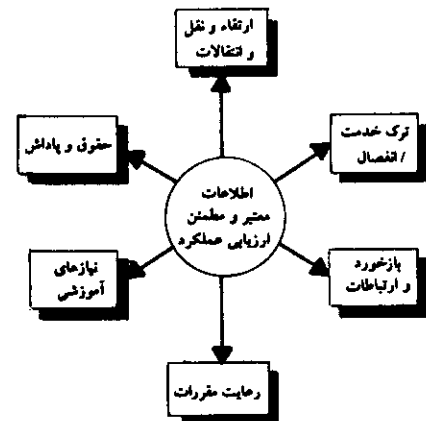 ارتقاء و نقل
و انتقالات
ترک خدمت
/ انفصال
حقوق و پاداش
اطلاعات
معتبر و مطمئن
ارزیابی عملکرد
بازخورد
و ارتباطات
نیازهای
آموزشی
رعایت مقررات